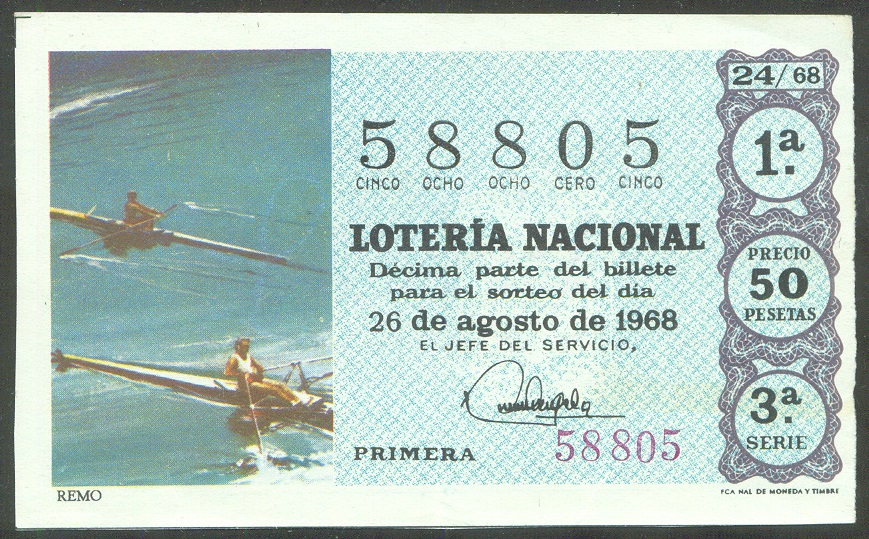 24/68
58805
CINCO OCHO OCHO CERO CINCO
1.ª
LOTERÍA NACIONAL
Décima parte del billete
para el sorteo del día
26 de agosto de 1968
EL JEFE DEL SERVICIO,
PRECIO
50
PESETAS
3.ª
SERIE
PRIMERA 58805
REMO
FCA NAL DE MONEDA Y TIMBRE